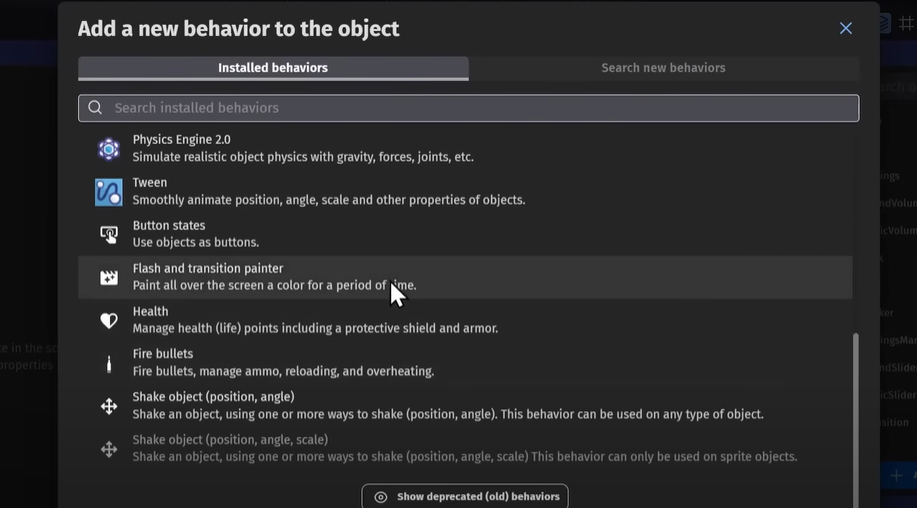 Add a new behavior to the object
Installed behaviors
Search new behaviors
Search installed behaviors
Physics Engine 2.0
Simulate realistic object physics with gravity, forces, joints, etc.
Tween
Smoothly animate position, angle, scale and other properties of objects.
Button states
Use objects as buttons.
Flash and transition painter
Paint all over the screen a color for a period of time.
Health
Manage health (life) points including a protective shield and armor.
Fire bullets
Fire bullets, manage ammo, reloading, and overheating.
Shake object (position, angle)
Shake an object, using one or more ways to shake (position, angle). This behavior can be used on any type of object.
Shake object (position, angle, scale)
Shake an object, using one or more ways to shake (position, angle, scale) This behavior can only be used on sprite objects.
Show deprecated (old) behaviors